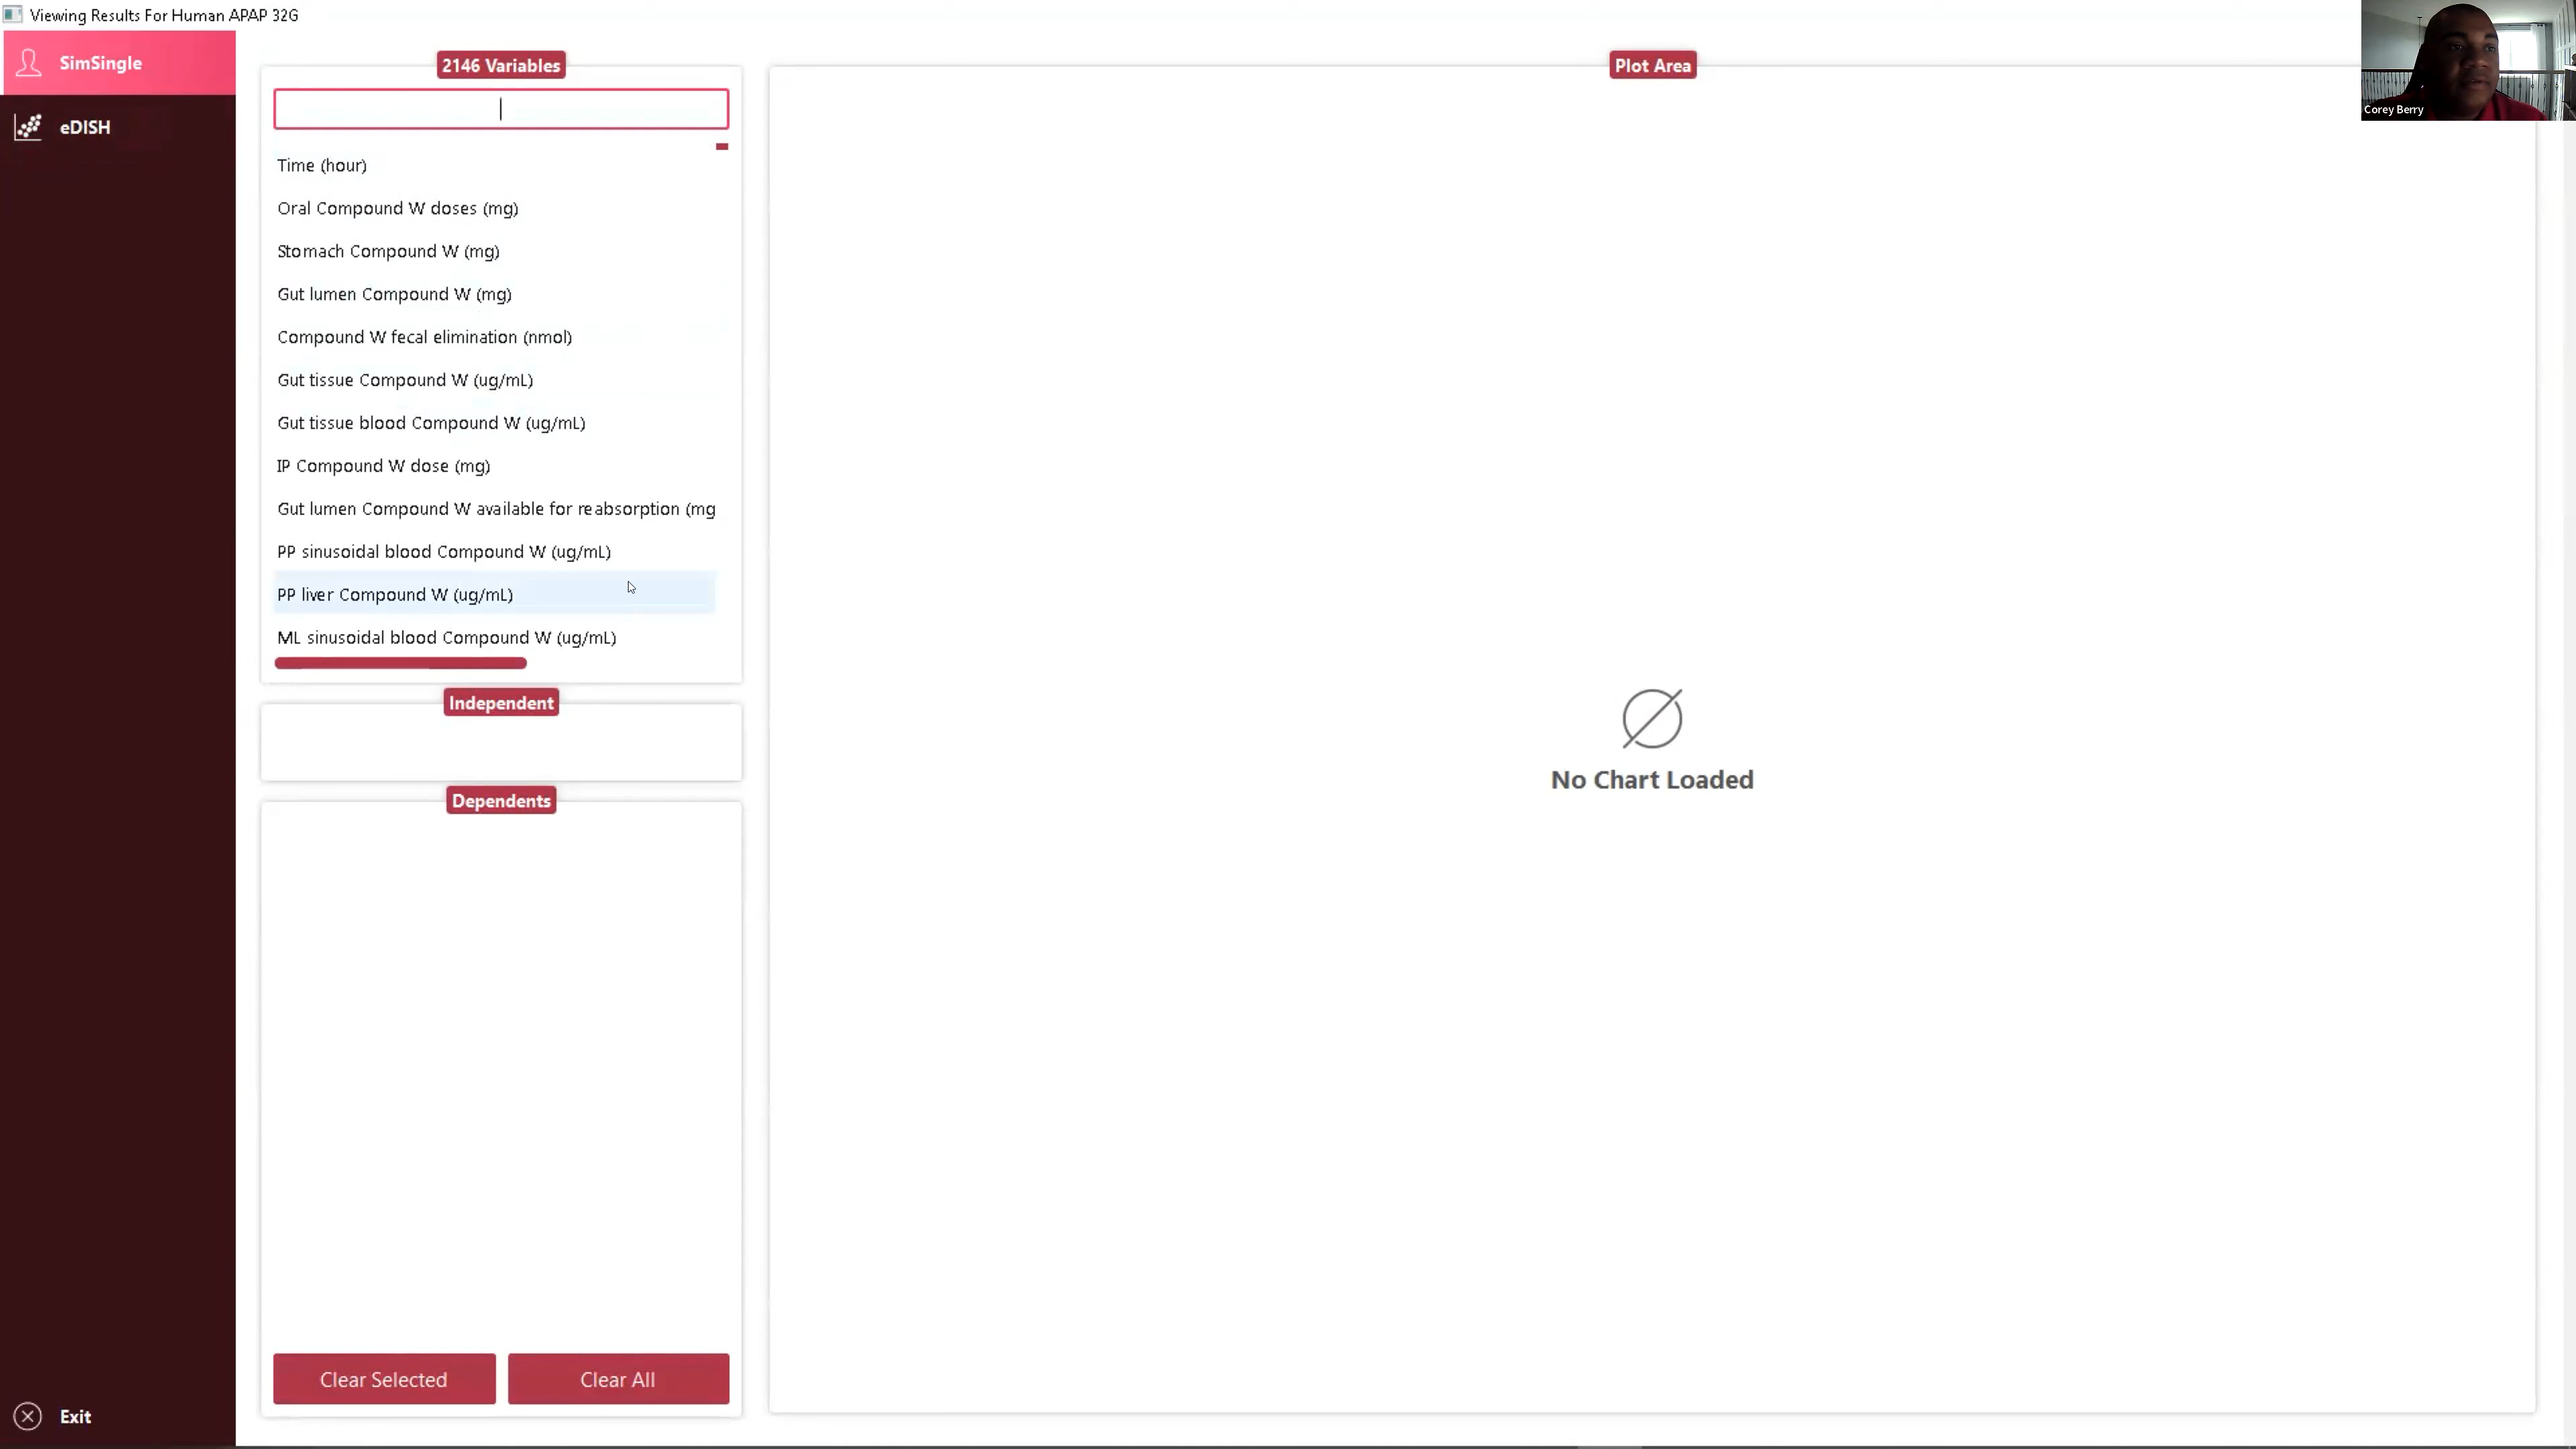 Viewing Results For Human APAP 32G
SimSingle
eDISH
Exit
2146 Variables
Time (hour)
Oral Compound W doses (mg)
Stomach Compound W (mg)
Gut lumen Compound W (mg)
Compound W fecal elimination (nmol)
Gut tissue Compound W (ug/mL)
Gut tissue blood Compound W (ug/mL)
IP Compound W dose (mg)
Gut lumen Compound W available for reabsorption (mg
PP sinusoidal blood Compound W (ug/mL)
PP liver Compound W (ug/mL)
ML sinusoidal blood Compound W (ug/mL)
Independent
Dependents
Clear Selected
Clear All
Plot Area
No Chart Loaded
Corey Berry